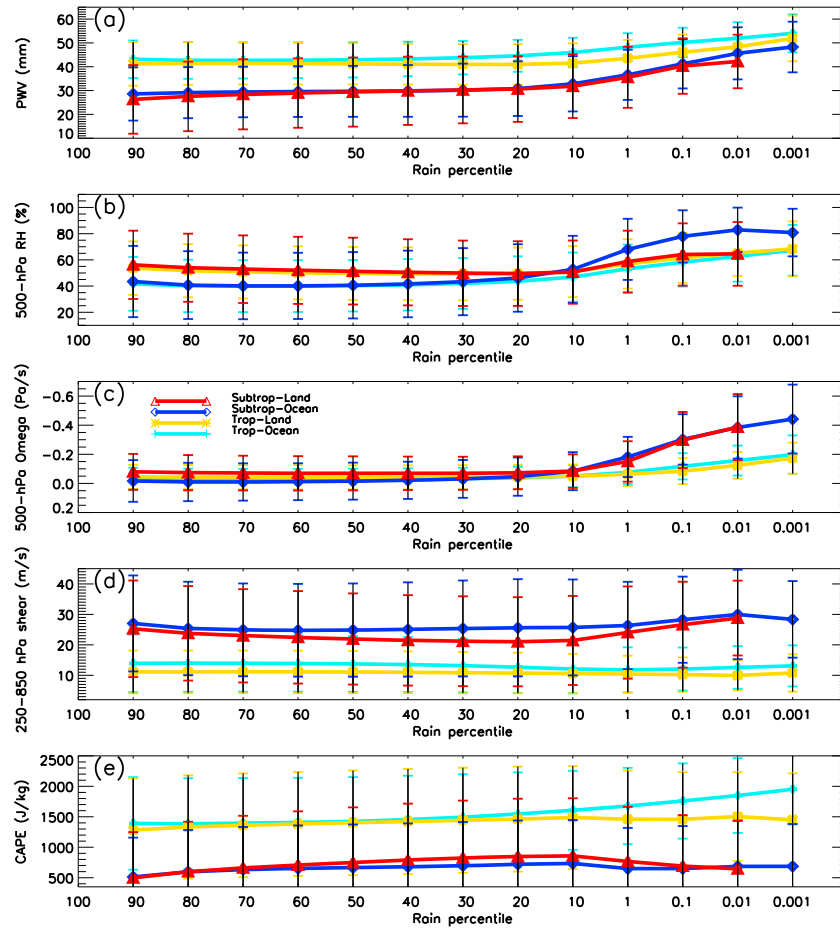 (a)
PWV (mm)
60
50
40
30
20
10
100 90 80 70 60 50 40 30 20 10 1 0.1 0.01 0.001
Rain percentile
(b)
500-hPa RH (%)
100
80
60
40
20
100 90 80 70 60 50 40 30 20 10 1 0.1 0.01 0.001
Rain percentile
(c)
500-hPa Omega (Pa/s)
-0.6
-0.4
-0.2
0.0
0.2
Subtrop-Land
Subtrop-Ocean
Trop-Land
Trop-Ocean
100 90 80 70 60 50 40 30 20 10 1 0.1 0.01 0.001
Rain percentile
(d)
250-850 hPa shear (m/s)
40
30
20
10
100 90 80 70 60 50 40 30 20 10 1 0.1 0.01 0.001
Rain percentile
(e)
CAPE (J/kg)
2500
2000
1500
1000
500
100 90 80 70 60 50 40 30 20 10 1 0.1 0.01 0.001
Rain percentile